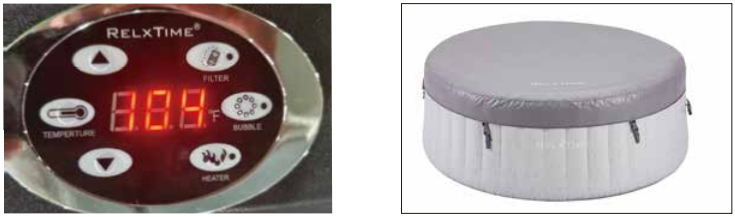 RELXTIME®
FILTER
104
°F
TEMPERTURE
BUBBLE
HEATER
RELXTIME
RELXTIME